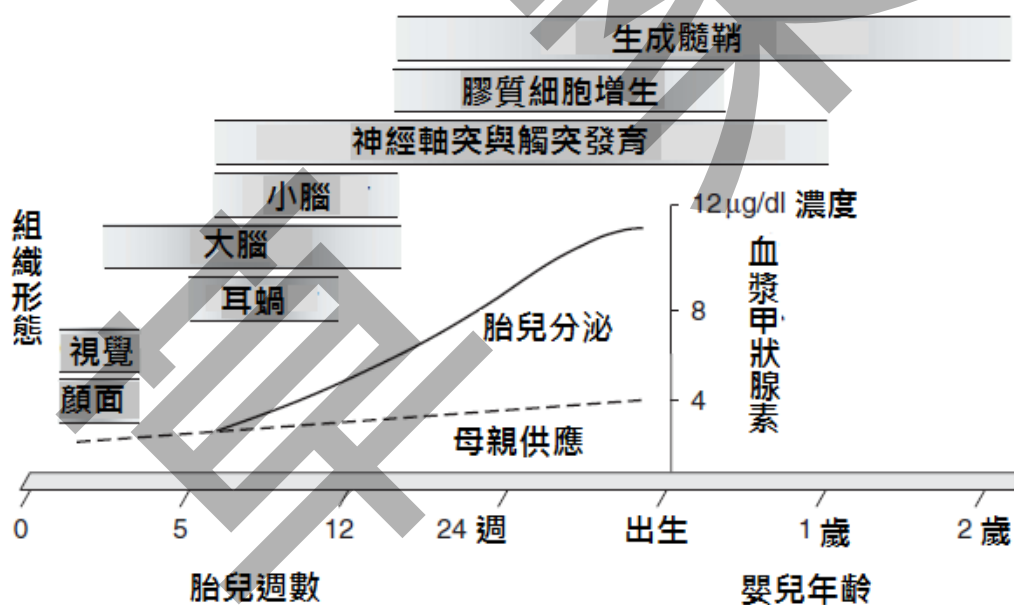 生成髓鞘
膠質細胞增生
神經軸突與觸突發育
小腦
大腦
耳蝸
視覺
顏面
組織形態
12 μg/dl 濃度
8
4
血漿甲狀腺素
胎兒分泌
母親供應
0 5 12 24 週 出生 1 歲 2 歲
胎兒週數 嬰兒年齡